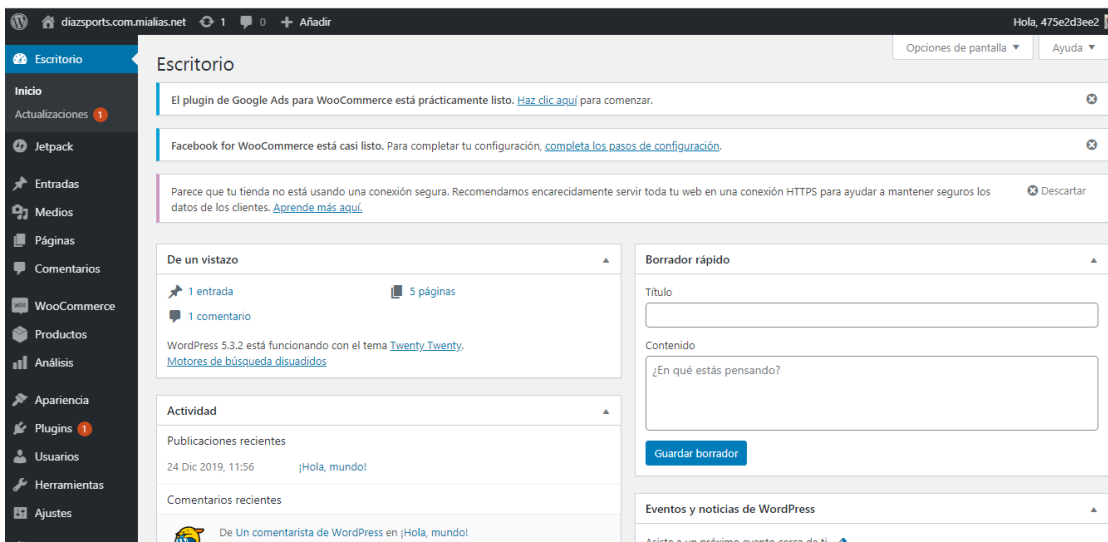 diazsports.com.mialias.net 1 0 Añadir
Hola, 475e2d3ee2
Escritorio
Inicio
Actualizaciones 1
Jetpack
Entradas
Medios
Páginas
Comentarios
WooCommerce
Productos
Análisis
Apariencia
Plugins 1
Usuarios
Herramientas
Ajustes
Opciones de pantalla
Ayuda
Escritorio
El plugin de Google Ads para WooCommerce está prácticamente listo. Haz clic aquí para comenzar.
Facebook for WooCommerce está casi listo. Para completar tu configuración, completa los pasos de configuración.
Parece que tu tienda no está usando una conexión segura. Recomendamos encarecidamente servir toda tu web en una conexión HTTPS para ayudar a mantener seguros los
datos de los clientes. Aprende más aquí.
Descartar
De un vistazo
1 entrada
5 páginas
1 comentario
WordPress 5.3.2 está funcionando con el tema Twenty Twenty.
Motores de búsqueda disuadidos
Actividad
Publicaciones recientes
24 Dic 2019, 11:56 ¡Hola, mundo!
Comentarios recientes
De Un comentarista de WordPress en ¡Hola, mundo!
Borrador rápido
Título
Contenido
¿En qué estás pensando?
Guardar borrador
Eventos y noticias de WordPress
Asiste a un próximo evento cerca de ti.